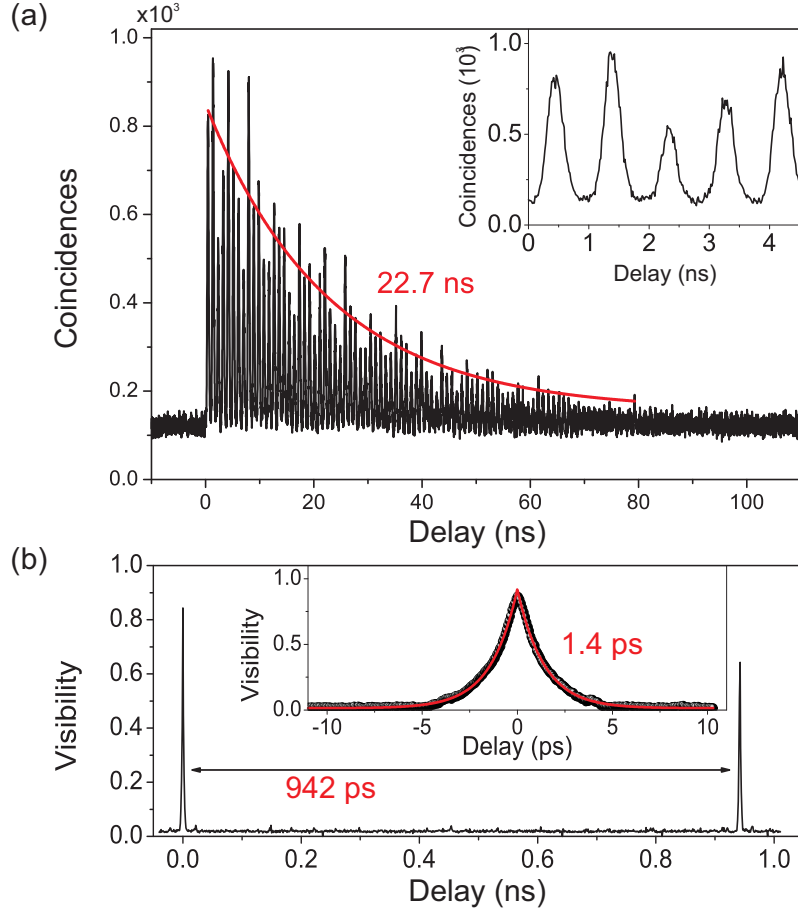 (a)
x10³
1.0
0.8
0.6
0.4
0.2
0.0
Coincidences
0 20 40 60 80 100
Delay (ns)
22.7 ns
1.0
0.5
0.0
Coincidences (10³)
0 1 2 3 4
Delay (ns)
(b)
1.0
0.8
0.6
0.4
0.2
0.0
Visibility
0.0 0.2 0.4 0.6 0.8 1.0
Delay (ns)
942 ps
0.75
0.50
0.25
0.0
Visibility
-10 -5 0 5 10
Delay (ps)
1.4 ps